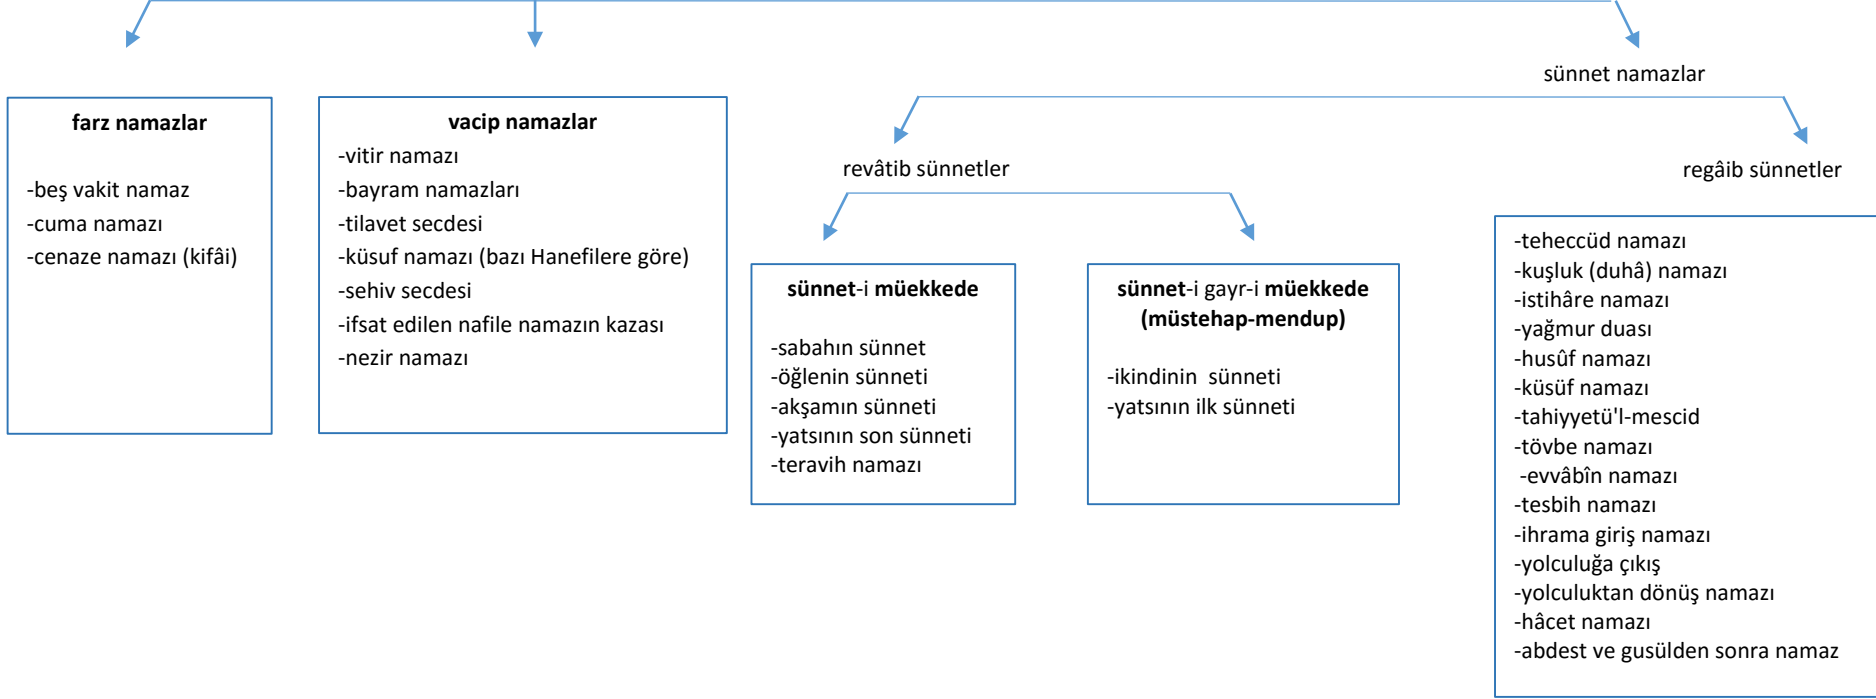 farz namazlar
-beş vakit namaz
-cuma namazı
-cenaze namazı (kifâi)
vacip namazlar
-vitir namazı
-bayram namazları
-tilavet secdesi
-küsuf namazı (bazı Hanefilere göre)
-sehiv secdesi
-ifsat edilen nafile namazın kazası
-nezir namazı
sünnet namazlar
revâtib sünnetler
sünnet-i müekkede
-sabahın sünnet
-öğlenin sünneti
-akşamın sünneti
-yatsının son sünneti
-teravih namazı
sünnet-i gayr-i müekkede
(müstehap-mendup)
-ikindinin  sünneti
-yatsının ilk sünneti
regâib sünnetler
-teheccüd namazı
-kuşluk (duhâ) namazı
-istihâre namazı
-yağmur duası
-husûf namazı
-küsüf namazı
-tahiyyetü'l-mescid
-tövbe namazı
-evvâbîn namazı
-tesbih namazı
-ihrama giriş namazı
-yolculuğa çıkış
-yolculuktan dönüş namazı
-hâcet namazı
-abdest ve gusülden sonra namaz